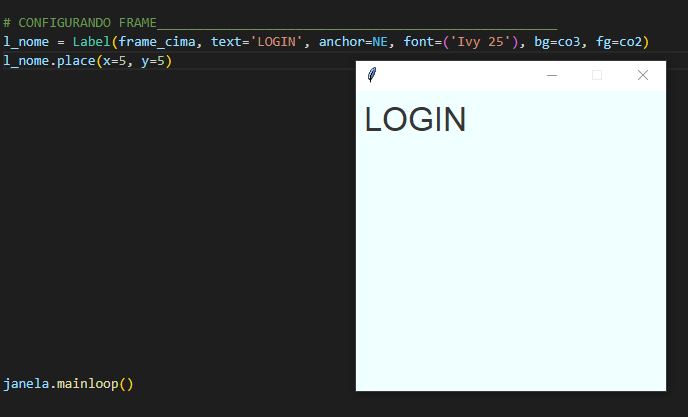 # CONFIGURANDO FRAME____________________________________________________
l_nome = Label(frame_cima, text='LOGIN', anchor=NE, font=('Ivy 25'), bg=co3, fg=co2)
l_nome.place(x=5, y=5)
LOGIN
janela.mainloop()